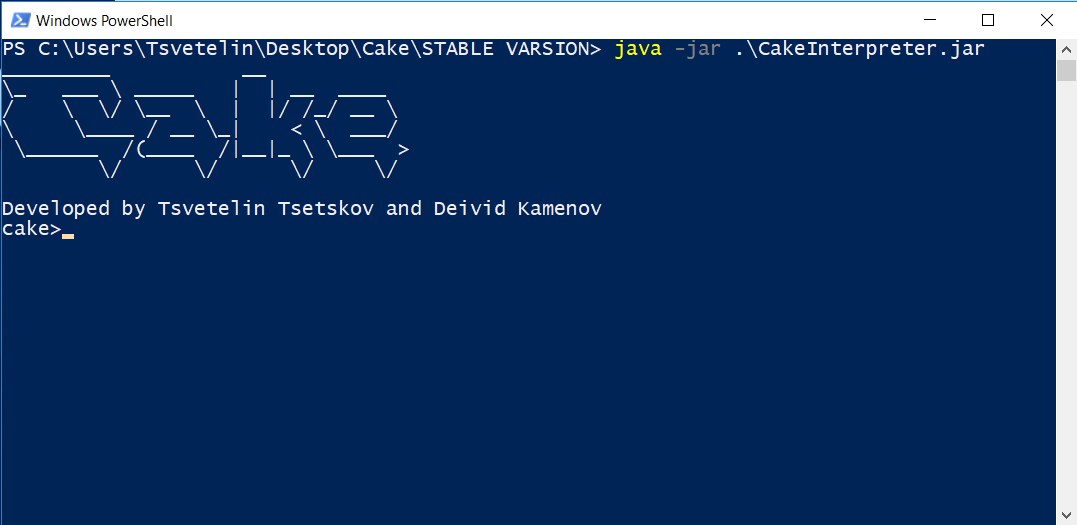 Windows PowerShell
PS C:\Users\Tsvetelin\Desktop\Cake\STABLE VARSION> java -jar .\CakeInterpreter.jar
Cake
Developed by Tsvetelin Tsetskov and Deivid Kamenov
cake>